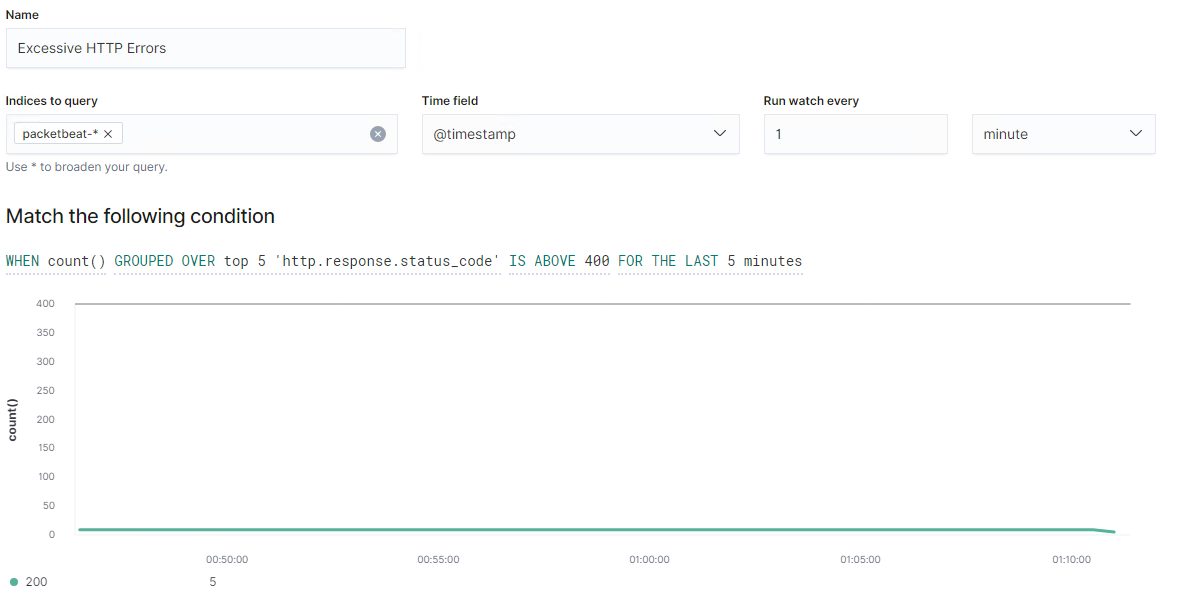 Name
Excessive HTTP Errors
Indices to query Time field Run watch every
packetbeat-* @timestamp 1 minute
Use * to broaden your query.
Match the following condition
WHEN count() GROUPED OVER top 5 'http.response.status_code' IS ABOVE 400 FOR THE LAST 5 minutes
400
350
300
250
200
150
100
50
0
count()
00:50:00 00:55:00 01:00:00 01:05:00 01:10:00
200 5